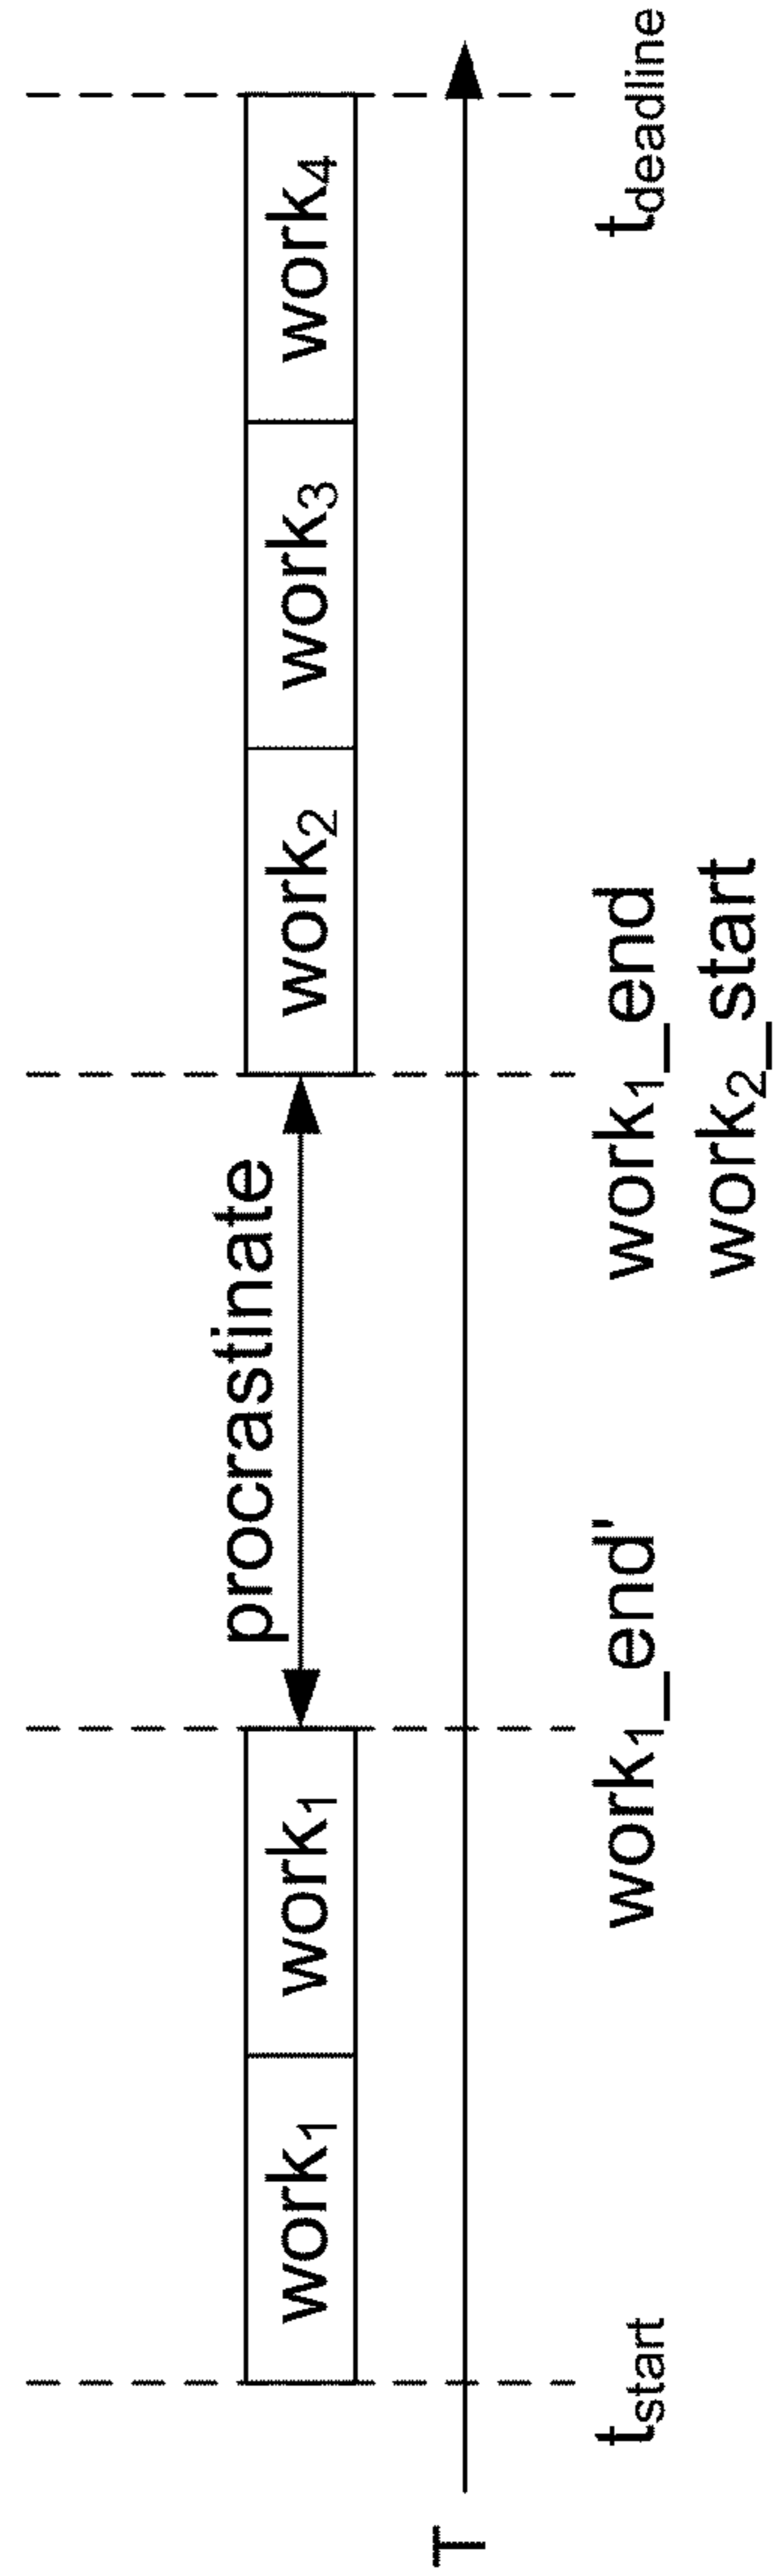 procrastinate
work₁ work₁ work₂ work₃ work₄
T
t_start work₁_end' work₁_end t_deadline
work₂_start